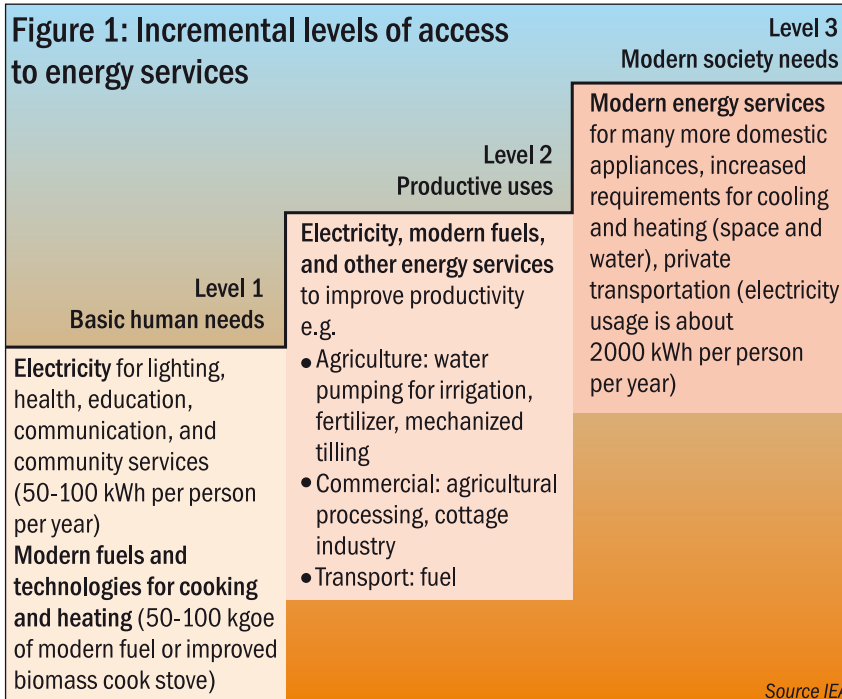 Figure 1: Incremental levels of access
to energy services
Level 1
Basic human needs
Electricity for lighting,
health, education,
communication, and
community services
(50-100 kWh per person
per year)
Modern fuels and
technologies for cooking
and heating (50-100 kgoe
of modern fuel or improved
biomass cook stove)
Level 2
Productive uses
Electricity, modern fuels,
and other energy services
to improve productivity
e.g.
• Agriculture: water
pumping for irrigation,
fertilizer, mechanized
tilling
• Commercial: agricultural
processing, cottage
industry
• Transport: fuel
Level 3
Modern society needs
Modern energy services
for many more domestic
appliances, increased
requirements for cooling
and heating (space and
water), private
transportation (electricity
usage is about
2000 kWh per person
per year)
Source IEA